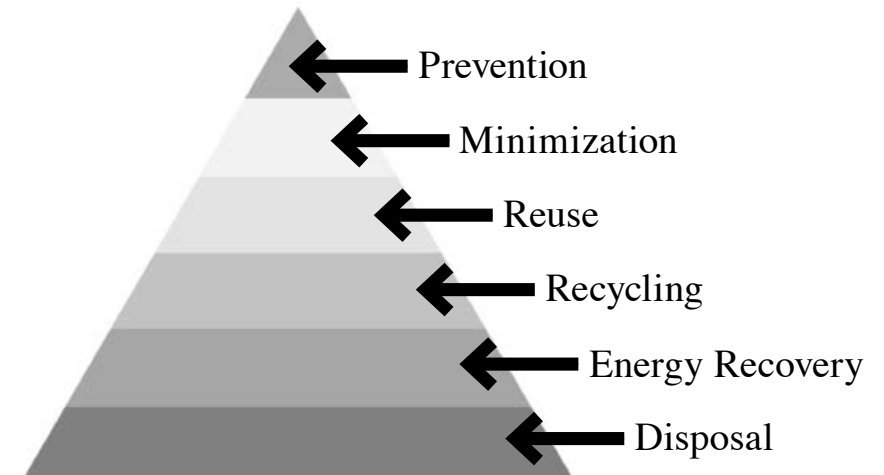 Prevention
Minimization
Reuse
Recycling
Energy Recovery
Disposal